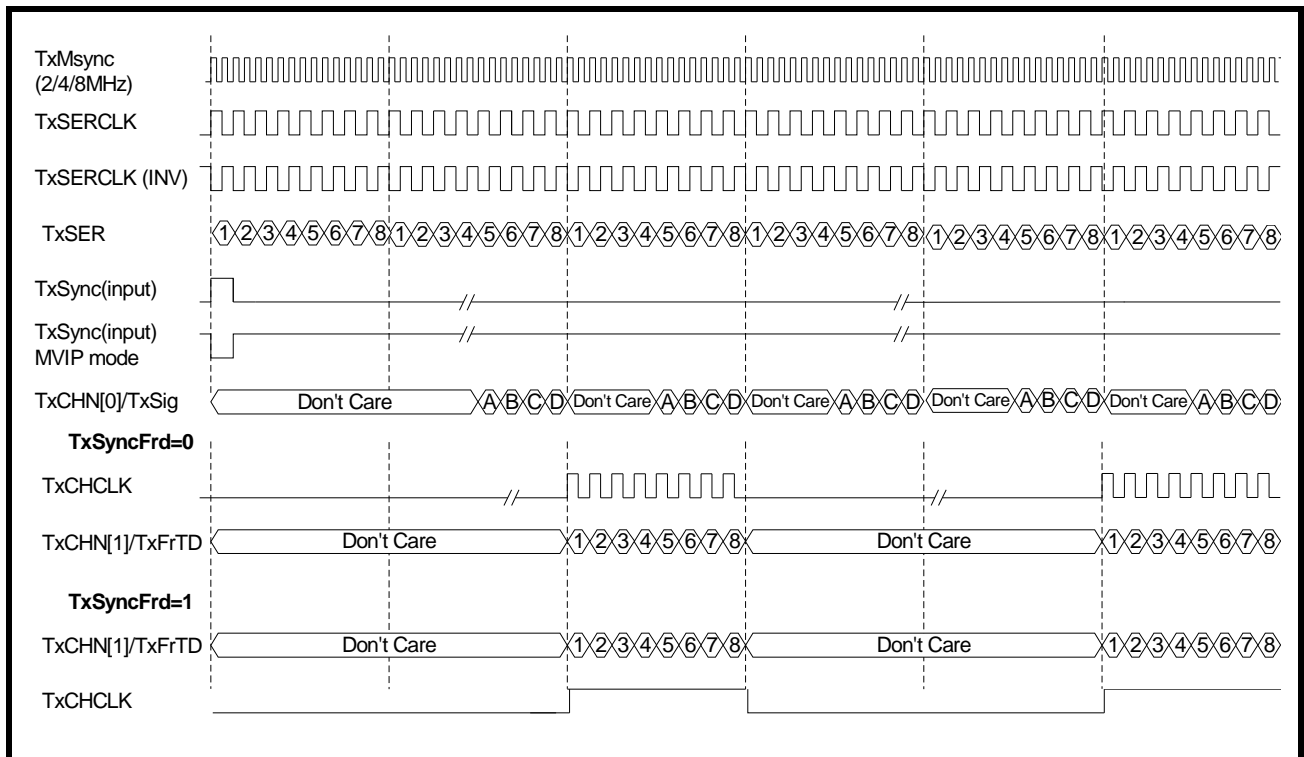 TxMsync
(2/4/8MHz)
TxSERCLK
TxSERCLK (INV)
TxSER 1 2 3 4 5 6 7 8 1 2 3 4 5 6 7 8 1 2 3 4 5 6 7 8 1 2 3 4 5 6 7 8 1 2 3 4 5 6 7 8 1 2 3 4 5 6 7 8
TxSync(input)
TxSync(input)
MVIP mode
TxCHN[0]/TxSig Don't Care A B C D Don't Care A B C D Don't Care A B C D Don't Care A B C D Don't Care A B C D
TxSyncFrd=0
TxCHCLK
TxCHN[1]/TxFrTD Don't Care 1 2 3 4 5 6 7 8 Don't Care 1 2 3 4 5 6 7 8
TxSyncFrd=1
TxCHN[1]/TxFrTD Don't Care 1 2 3 4 5 6 7 8 Don't Care 1 2 3 4 5 6 7 8
TxCHCLK